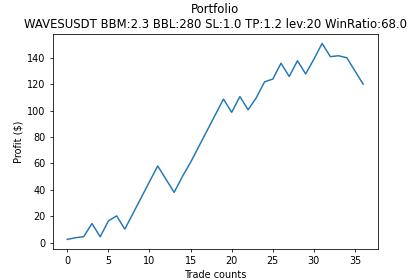 Portfolio
WAVESUSDT BBM:2.3 BBL:280 SL:1.0 TP:1.2 lev:20 WinRatio:68.0
140
120
100
80
60
40
20
0
Profit ($)
0 5 10 15 20 25 30 35
Trade counts